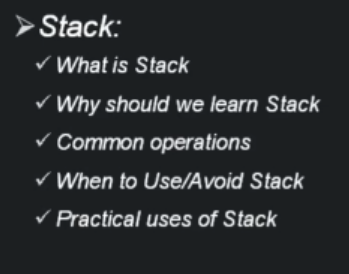 ➢ Stack:
✓ What is Stack
✓ Why should we learn Stack
✓ Common operations
✓ When to Use/Avoid Stack
✓ Practical uses of Stack